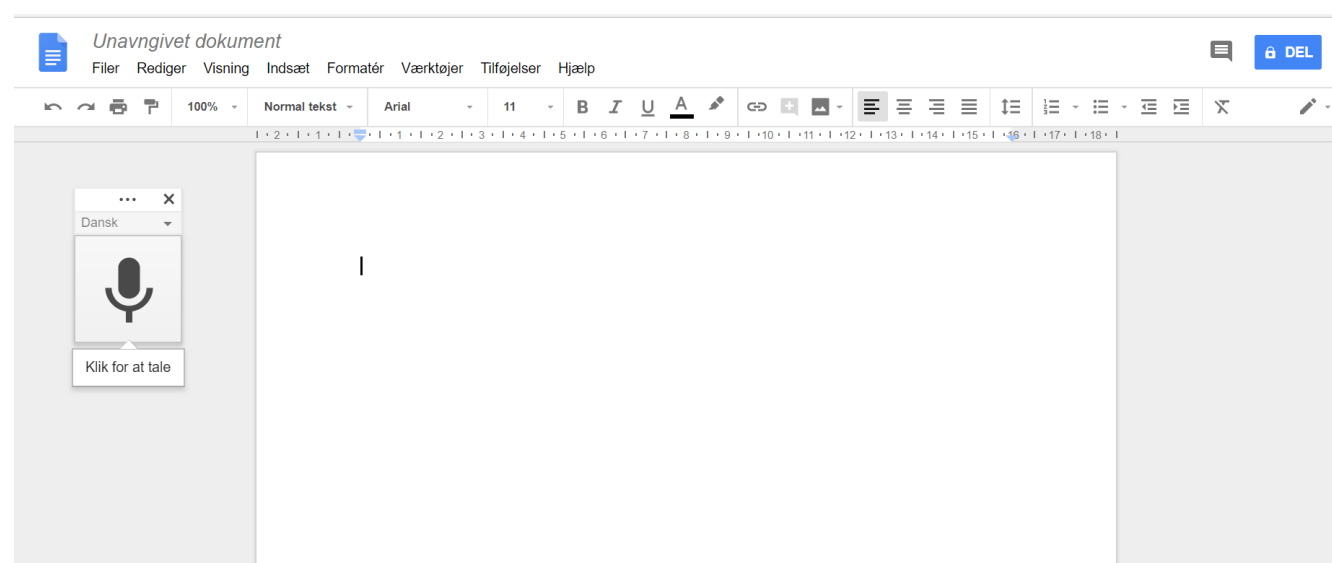 Unavngivet dokument
Filer Rediger Visning Indsæt Formatér Værktøjer Tilføjelser Hjælp
DEL
100% Normal tekst Arial 11 B I U A
2 1 1 2 3 4 5 6 7 8 9 10 11 12 13 14 15 16 17 18
Dansk
Klik for at tale